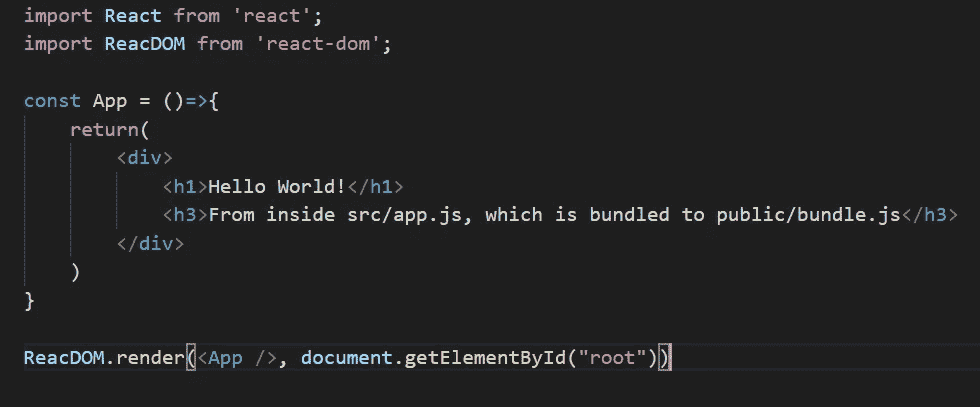 import React from 'react';
import ReacDOM from 'react-dom';
const App = ()=>{
    return(
        <div>
            <h1>Hello World!</h1>
            <h3>From inside src/app.js, which is bundled to public/bundle.js</h3>
        </div>
    )
}
ReacDOM.render(<App />, document.getElementById("root"))